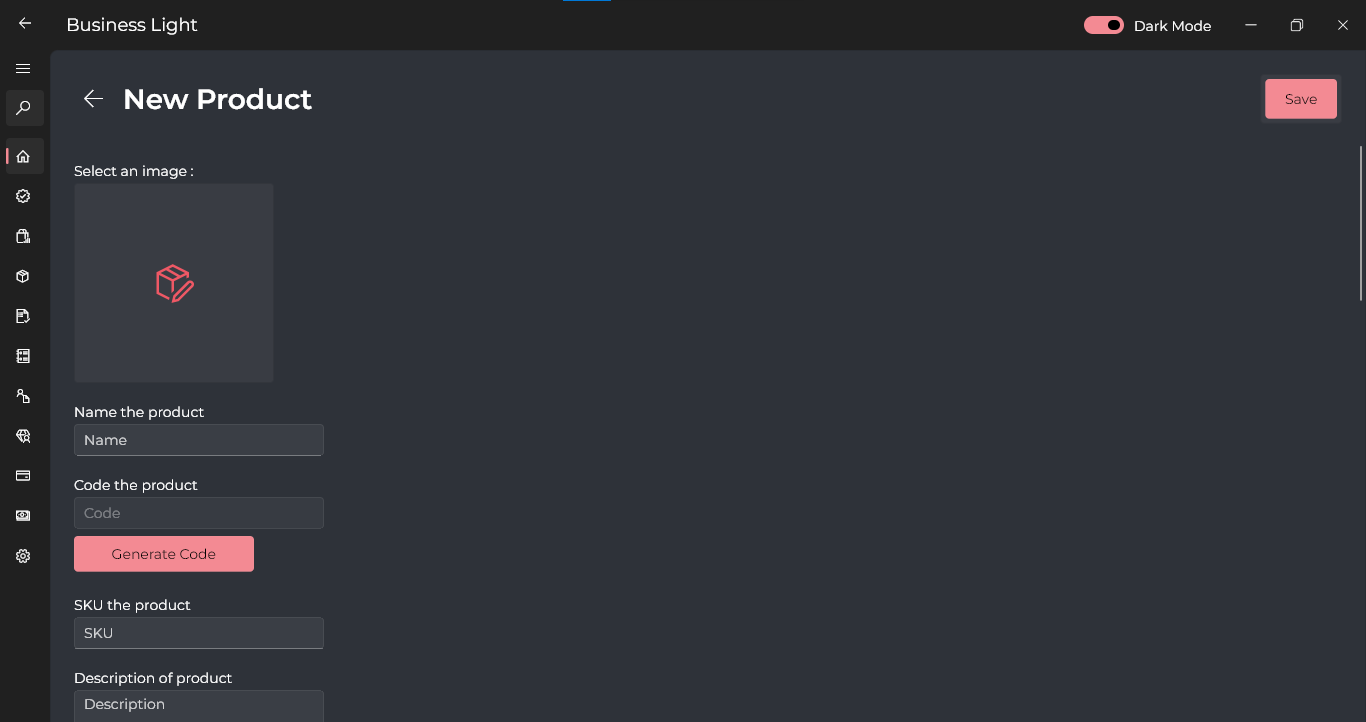 Business Light
Dark Mode
New Product
Save
Select an image :
Name the product
Name
Code the product
Code
Generate Code
SKU the product
SKU
Description of product
Description